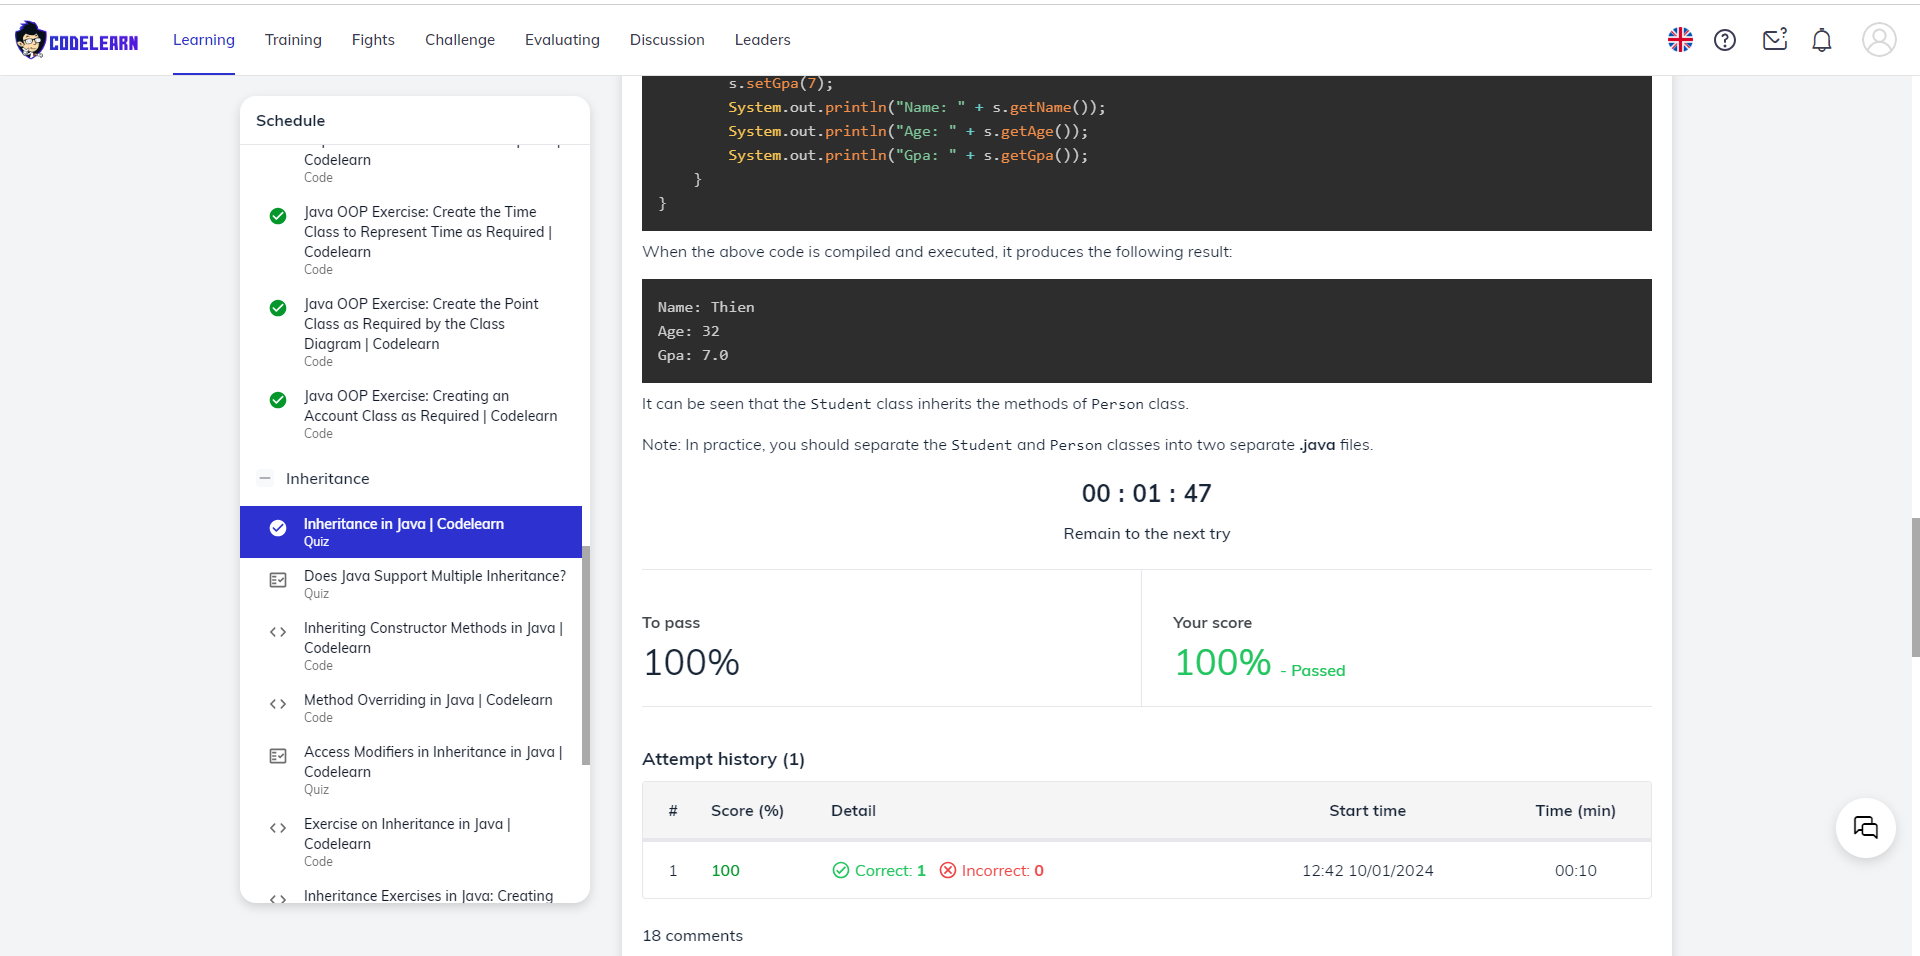 CODELEARN
Learning
Training
Fights
Challenge
Evaluating
Discussion
Leaders
Schedule
Codelearn
Code
Java OOP Exercise: Create the Time
Class to Represent Time as Required |
Codelearn
Code
Java OOP Exercise: Create the Point
Class as Required by the Class
Diagram | Codelearn
Code
Java OOP Exercise: Creating an
Account Class as Required | Codelearn
Code
Inheritance
Inheritance in Java | Codelearn
Quiz
Does Java Support Multiple Inheritance?
Quiz
Inheriting Constructor Methods in Java |
Codelearn
Code
Method Overriding in Java | Codelearn
Code
Access Modifiers in Inheritance in Java |
Codelearn
Quiz
Exercise on Inheritance in Java |
Codelearn
Code
Inheritance Exercises in Java: Creating
s.setGpa(7);
System.out.println("Name: " + s.getName());
System.out.println("Age: " + s.getAge());
System.out.println("Gpa: " + s.getGpa());
}
}
When the above code is compiled and executed, it produces the following result:
Name: Thien
Age: 32
Gpa: 7.0
It can be seen that the Student class inherits the methods of Person class.
Note: In practice, you should separate the Student and Person classes into two separate .java files.
00 : 01 : 47
Remain to the next try
To pass
100%
Your score
100% - Passed
Attempt history (1)
# Score (%) Detail Start time Time (min)
1 100 Correct: 1 Incorrect: 0 12:42 10/01/2024 00:10
18 comments